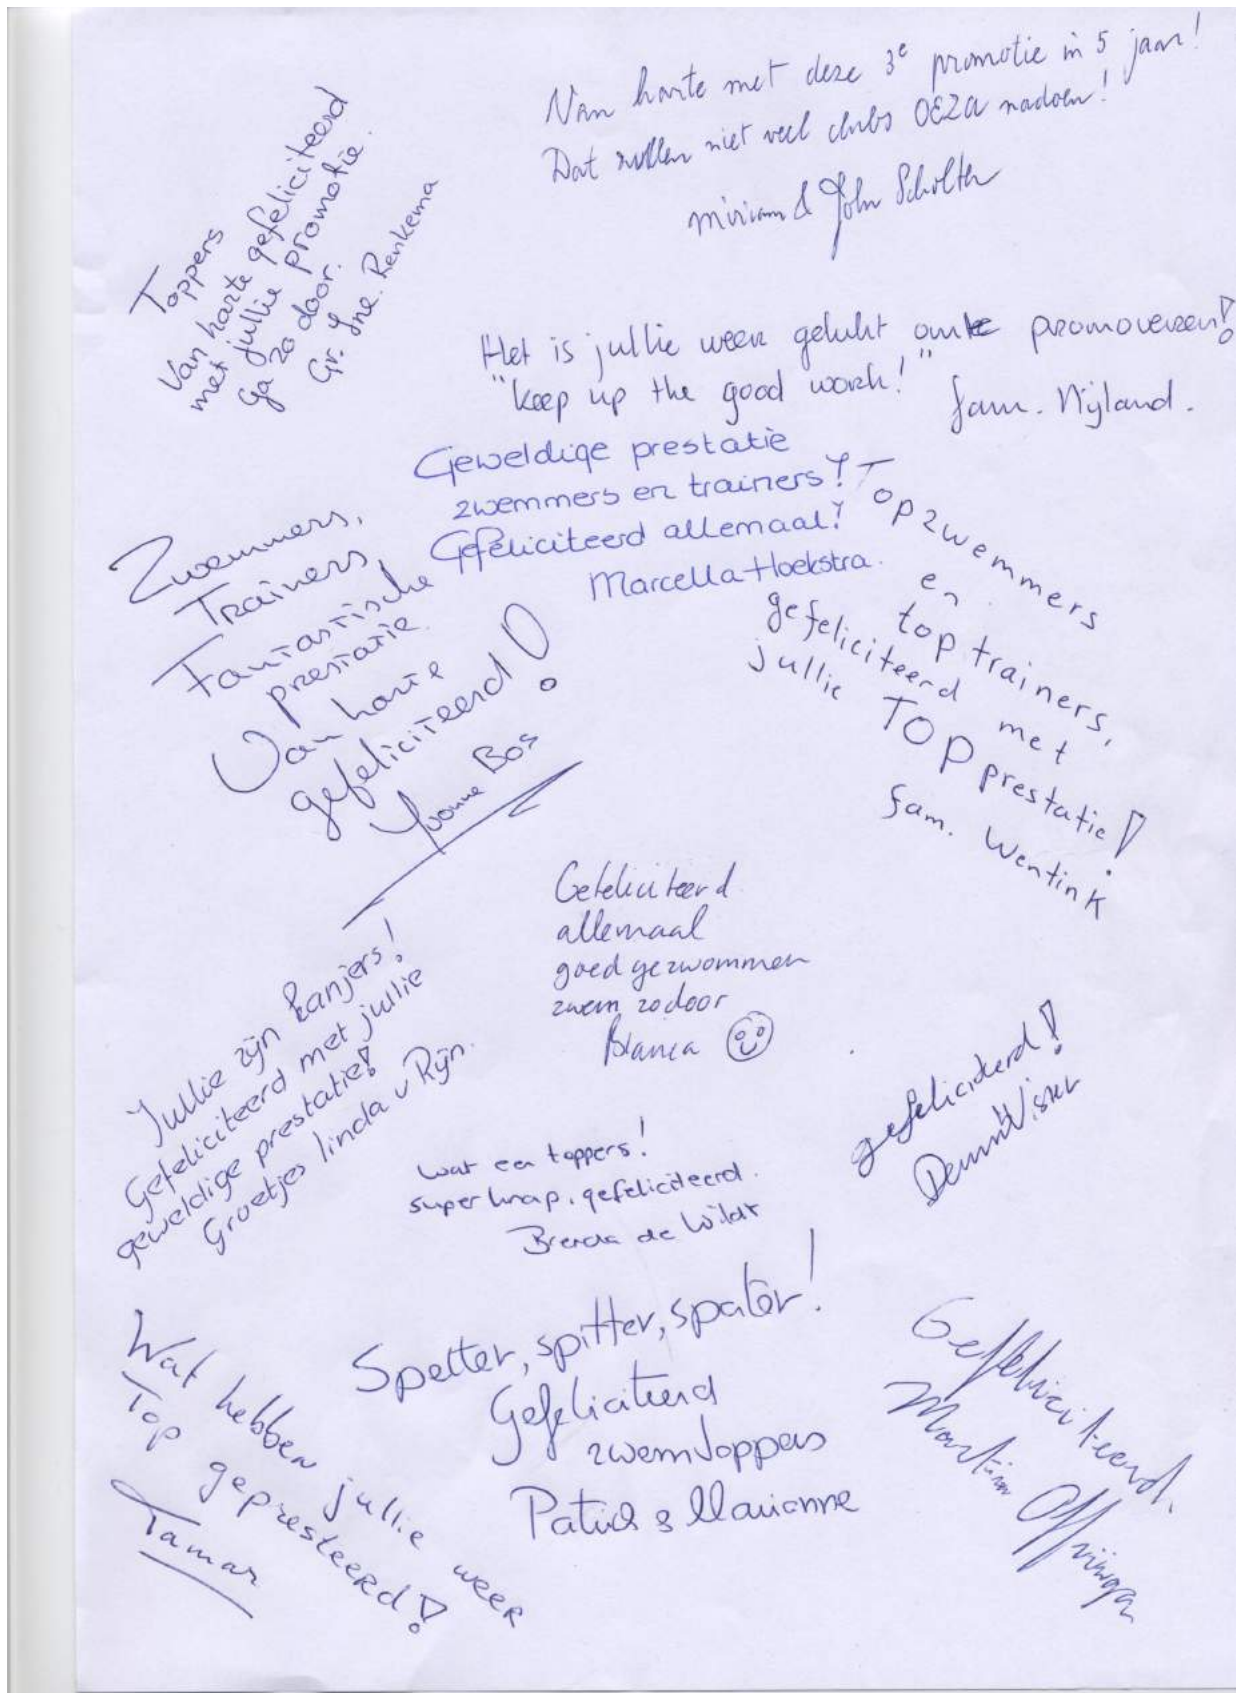 Van harte met deze 3e promotie in 5 jaar!
Dat zullen niet veel clubs OEZA nadoen!
Miriam & John Scholten
Toppers
Van harte gefeliciteerd
met jullie promotie.
Ga zo door.
Gr. Ine. Renkema
Het is jullie weer gelukt om te promoveren!
"Keep up the good work!"
fam. Nijland.
Geweldige prestatie
zwemmers en trainers!
Gefeliciteerd allemaal!
Marcella Hoekstra.
Zwemmers,
Trainers,
Fantastische
prestatie.
Van harte
gefeliciteerd!
Yvonne Bos
Topzwemmers
en
top trainers,
gefeliciteerd met
jullie TOP prestatie!
fam. Wentink
Gefeliciteerd
allemaal
goed gezwommen
zwem zo door
Bianca
Jullie zijn kanjers!
Gefeliciteerd met jullie
geweldige prestatie!
Groetjes linda v Rijn.
gefeliciteerd!
Wat een toppers!
super knap, gefeliciteerd.
Brenda de Wildt
Spetter, spitter, spater!
Gefeliciteerd
zwemtoppers
Patrick & Marianne
Wat hebben jullie weer
Top gepresteerd!
Tamar
Gefeliciteerd.
Martin